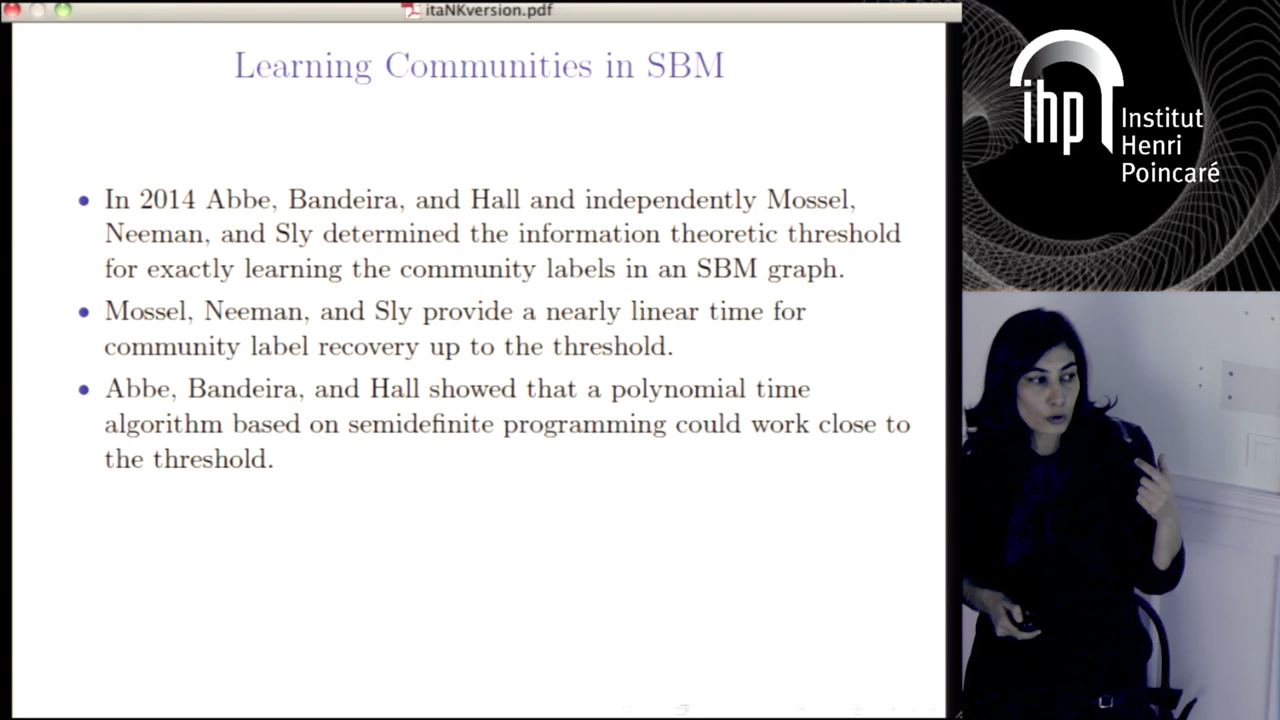 itaNKversion.pdf
Learning Communities in SBM
• In 2014 Abbe, Bandeira, and Hall and independently Mossel,
Neeman, and Sly determined the information theoretic threshold
for exactly learning the community labels in an SBM graph.
• Mossel, Neeman, and Sly provide a nearly linear time for
community label recovery up to the threshold.
• Abbe, Bandeira, and Hall showed that a polynomial time
algorithm based on semidefinite programming could work close to
the threshold.
ihp
Institut
Henri
Poincaré